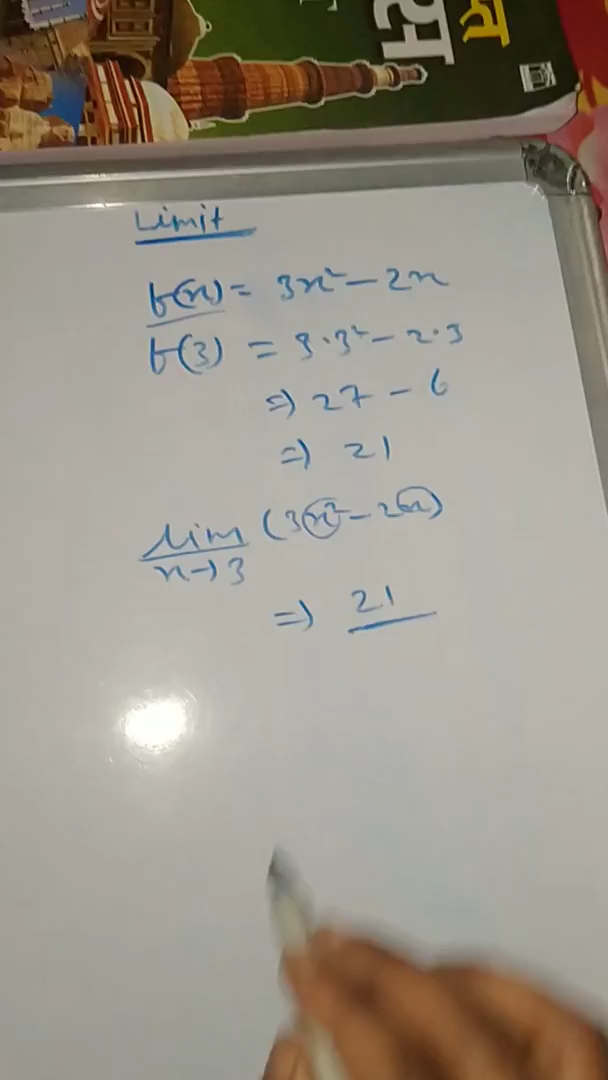 Limit
f(x) = 3x² - 2x
f(3) = 3·3² - 2·3
=) 27 - 6
=) 21
lim (3x² - 2x)
x→3
=) 21